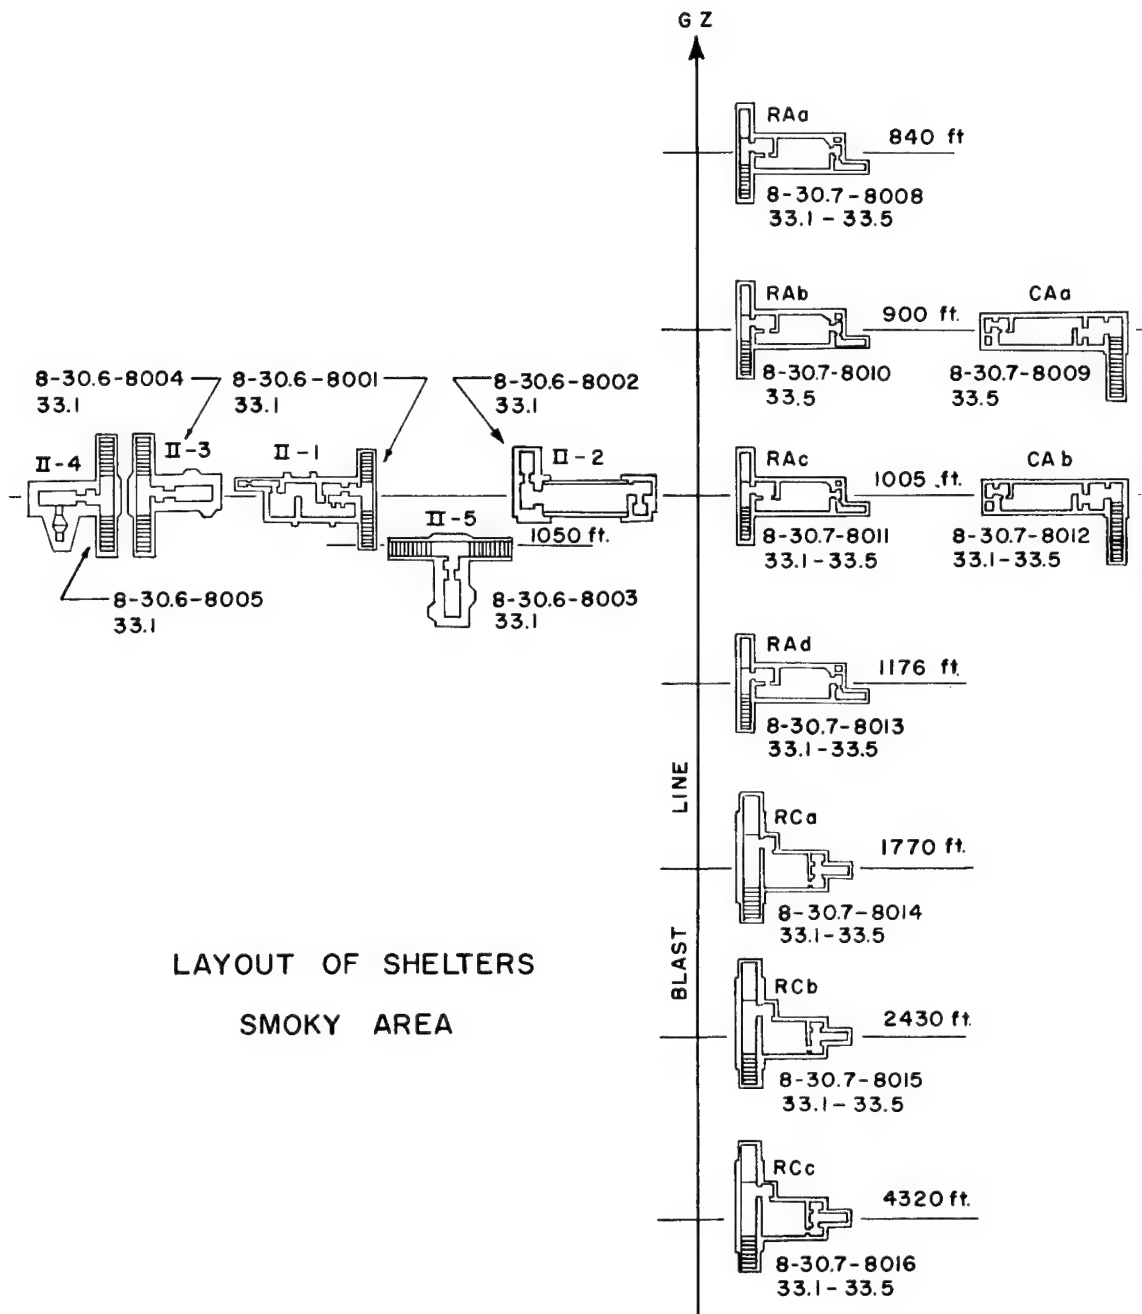 G Z
RAa
840 ft
8-30.7-8008
33.1-33.5
RAb
900 ft.
CAa
8-30.7-8010
33.5
8-30.7-8009
33.5
8-30.6-8004
33.1
8-30.6-8001
33.1
8-30.6-8002
33.1
II-4
II-3
II-1
II-2
RAc
1005 ft.
CAb
II-5
1050 ft.
8-30.7-8011
33.1-33.5
8-30.7-8012
33.1-33.5
8-30.6-8005
33.1
8-30.6-8003
33.1
RAd
1176 ft.
8-30.7-8013
33.1-33.5
BLAST LINE
RCa
1770 ft.
8-30.7-8014
33.1-33.5
LAYOUT OF SHELTERS
SMOKY AREA
RCb
2430 ft.
8-30.7-8015
33.1-33.5
RCc
4320 ft.
8-30.7-8016
33.1-33.5